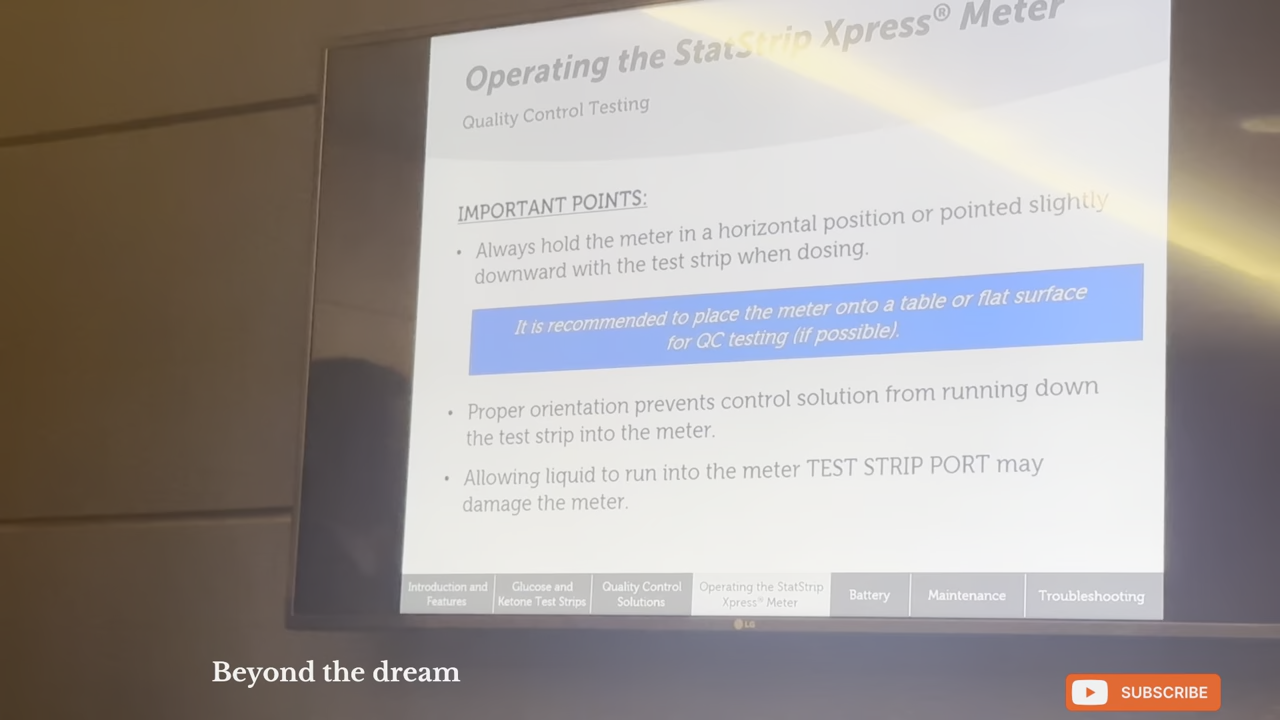 Operating the StatStrip Xpress® Meter
Quality Control Testing
IMPORTANT POINTS:
• Always hold the meter in a horizontal position or pointed slightly
downward with the test strip when dosing.
It is recommended to place the meter onto a table or flat surface
for QC testing (if possible).
• Proper orientation prevents control solution from running down
the test strip into the meter.
• Allowing liquid to run into the meter TEST STRIP PORT may
damage the meter.
Introduction and
Features
Glucose and
Ketone Test Strips
Quality Control
Solutions
Operating the StatStrip
Xpress® Meter
Battery
Maintenance
Troubleshooting
LG
Beyond the dream
SUBSCRIBE